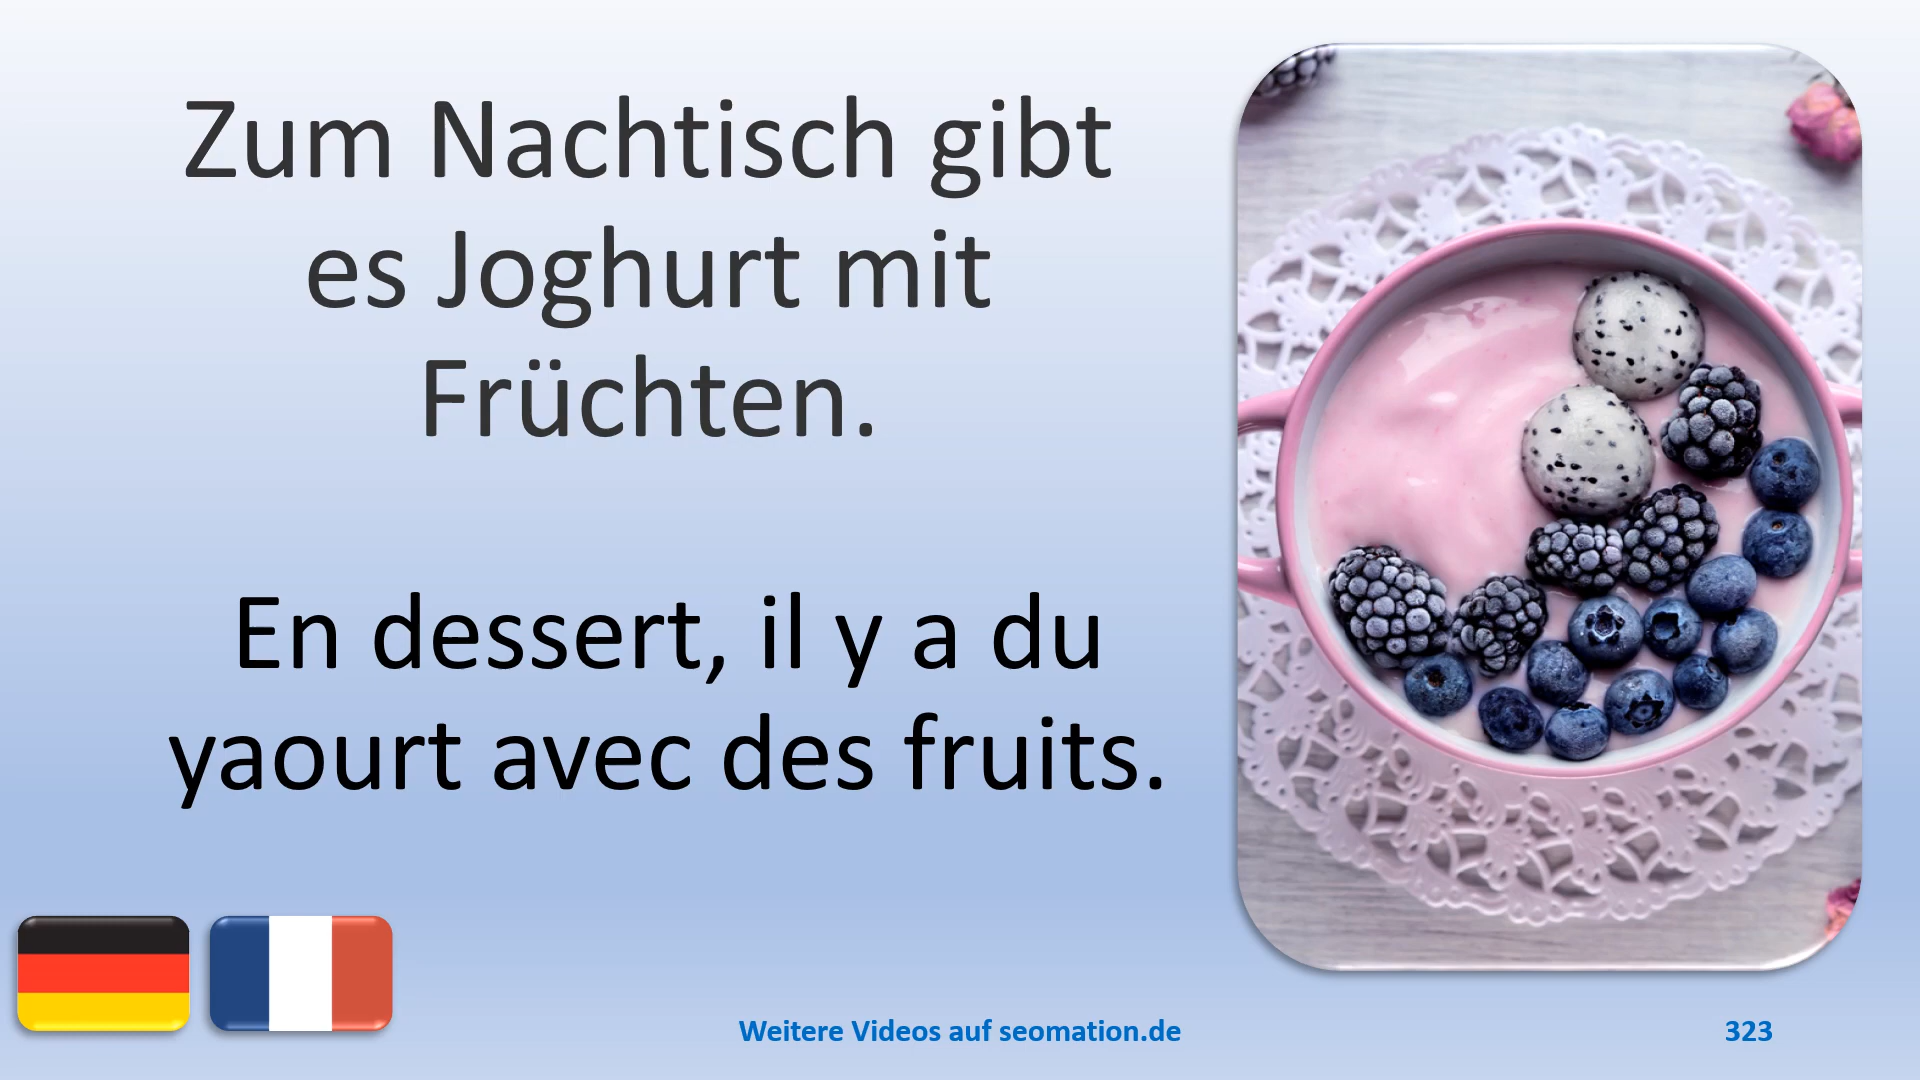 Zum Nachtisch gibt
es Joghurt mit
Früchten.
En dessert, il y a du
yaourt avec des fruits.
Weitere Videos auf seomation.de
323